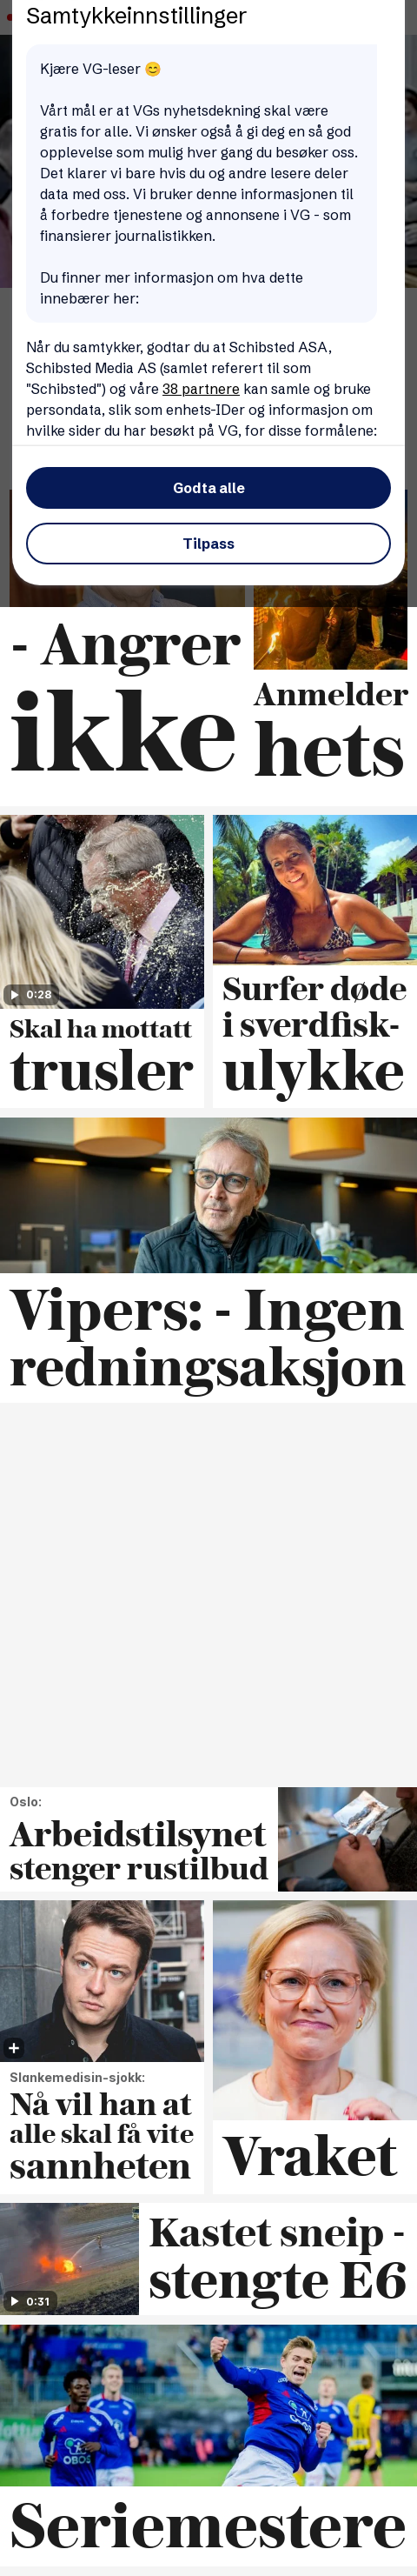 Samtykkeinnstillinger
Kjære VG-leser 😊
Vårt mål er at VGs nyhetsdekning skal være
gratis for alle. Vi ønsker også å gi deg en så god
opplevelse som mulig hver gang du besøker oss.
Det klarer vi bare hvis du og andre lesere deler
data med oss. Vi bruker denne informasjonen til
å forbedre tjenestene og annonsene i VG - som
finansierer journalistikken.
Du finner mer informasjon om hva dette
innebærer her:
Når du samtykker, godtar du at Schibsted ASA,
Schibsted Media AS (samlet referert til som
"Schibsted") og våre 38 partnere kan samle og bruke
persondata, slik som enhets-IDer og informasjon om
hvilke sider du har besøkt på VG, for disse formålene:
Godta alle
Tilpass
- Angrer
ikke
Anmelder
hets
0:28
Skal ha mottatt
trusler
Surfer døde
i sverdfisk-
ulykke
Vipers: - Ingen
redningsaksjon
Oslo:
Arbeidstilsynet
stenger rustilbud
Slankemedisin-sjokk:
Nå vil han at
alle skal få vite
sannheten
Vraket
0:31
Kastet sneip -
stengte E6
OBOS
Seriemestere